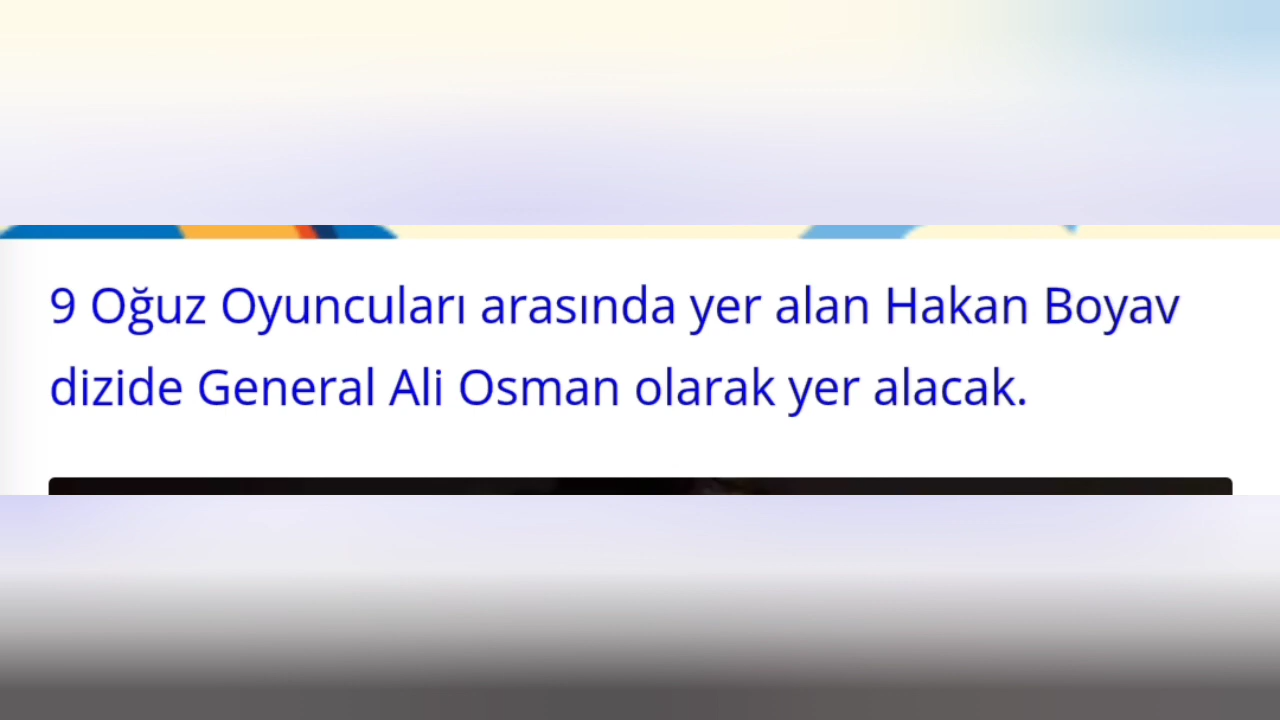 9 Oğuz Oyuncuları arasında yer alan Hakan Boyav
dizide General Ali Osman olarak yer alacak.